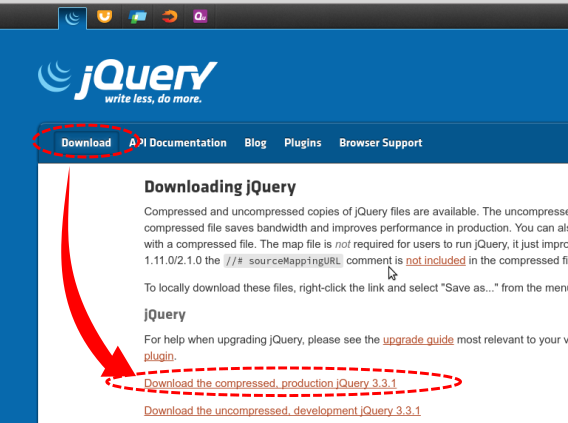 Qu
jQuery
write less, do more.
Download API Documentation Blog Plugins Browser Support
Downloading jQuery
Compressed and uncompressed copies of jQuery files are available. The uncompresse
compressed file saves bandwidth and improves performance in production. You can al
with a compressed file. The map file is not required for users to run jQuery, it just impro
1.11.0/2.1.0 the //# sourceMappingURL comment is not included in the compressed fi
To locally download these files, right-click the link and select "Save as..." from the men
jQuery
For help when upgrading jQuery, please see the upgrade guide most relevant to your v
plugin.
Download the compressed, production jQuery 3.3.1
Download the uncompressed, development jQuery 3.3.1